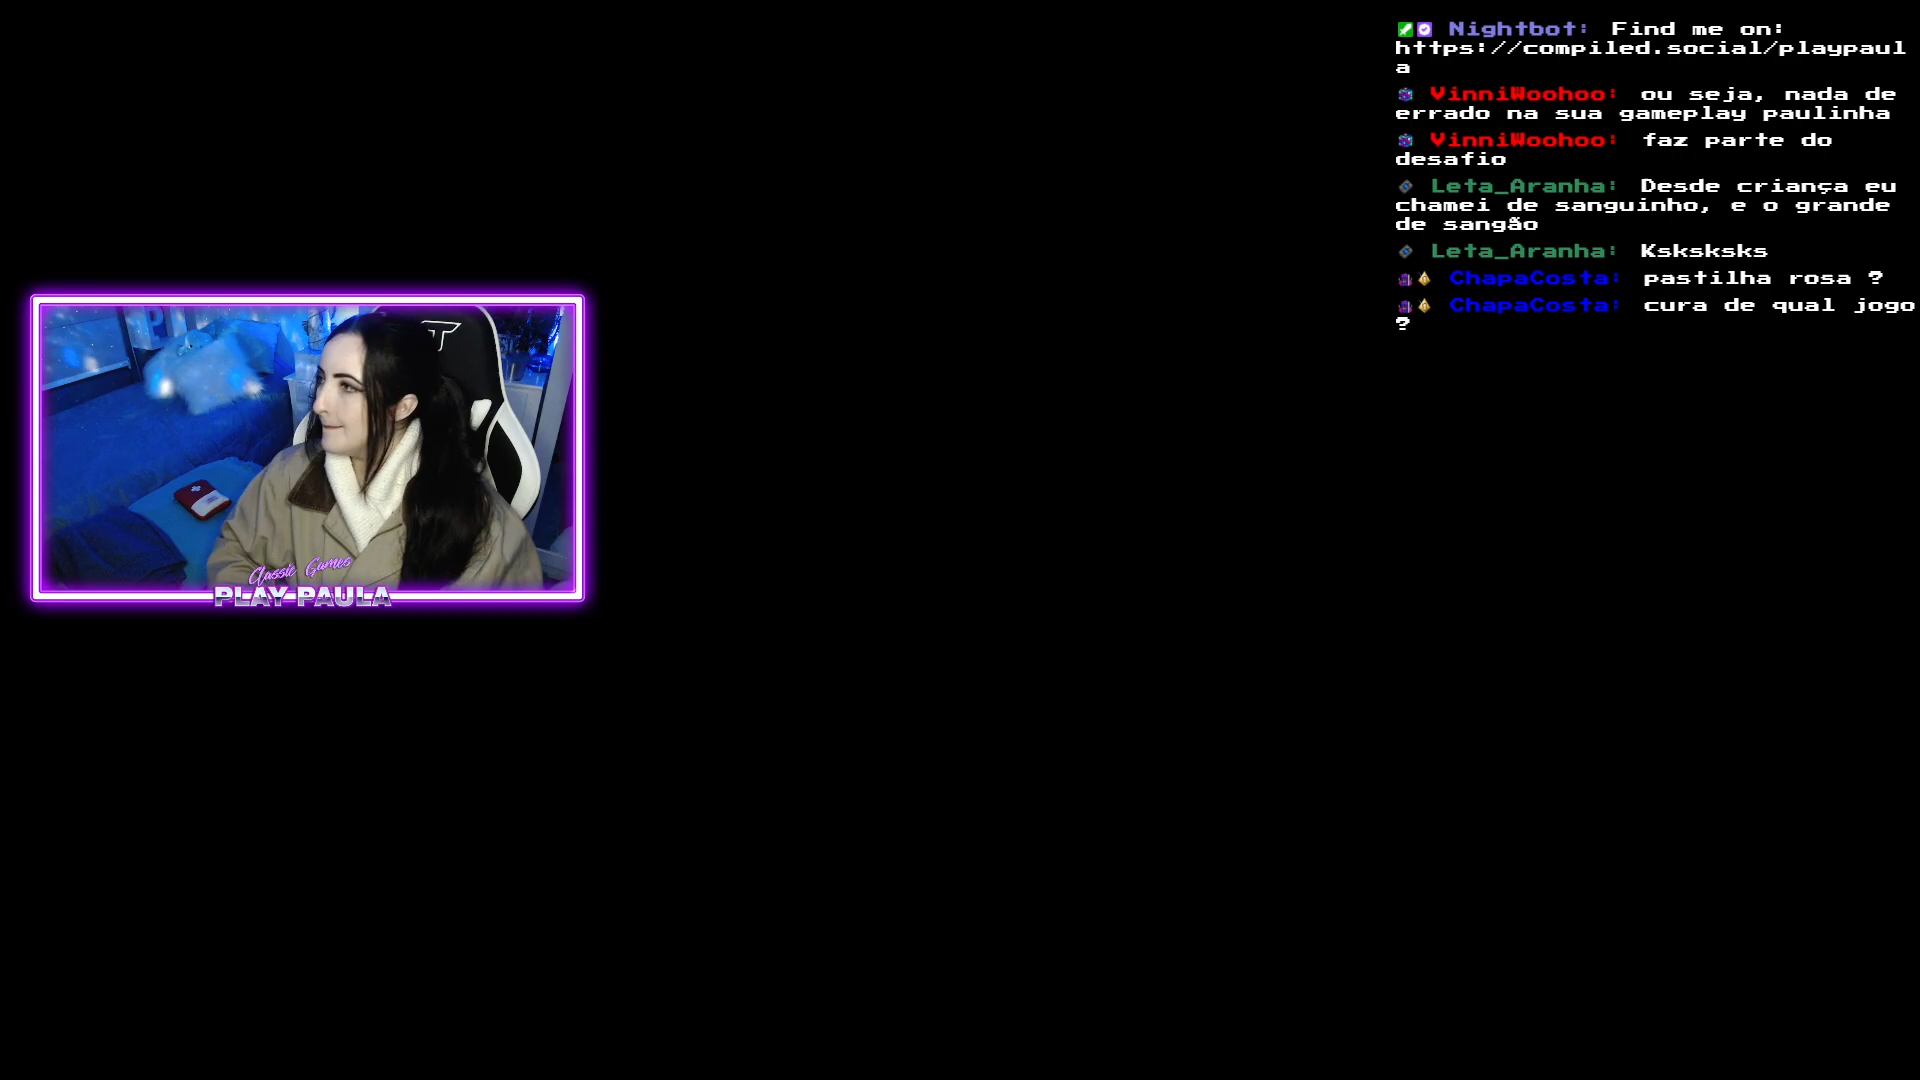 Nightbot: Find me on:
https://compiled.social/playpaul
a
VinniWoohoo: ou seja, nada de
errado na sua gameplay paulinha
VinniWoohoo: faz parte do
desafio
Leta_Aranha: Desde criança eu
chamei de sanguinho, e o grande
de sangão
Leta_Aranha: Ksksksks
ChapaCosta: pastilha rosa ?
ChapaCosta: cura de qual jogo
?
Classic Games
PLAY PAULA